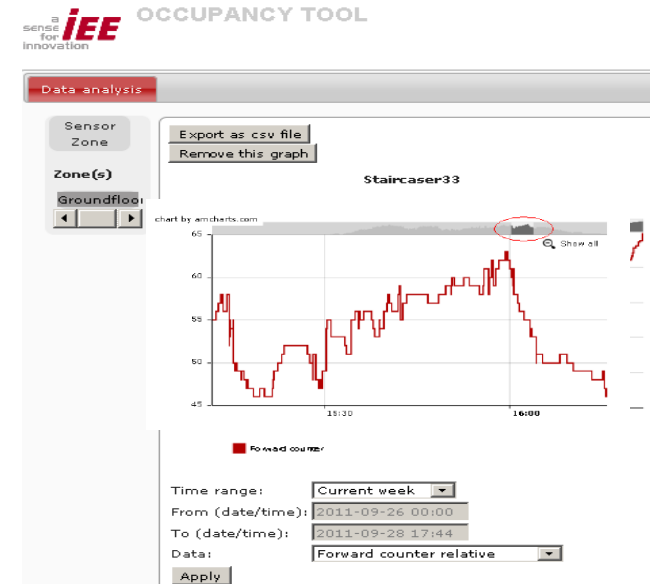 a
sense
for
innovation
iEE
OCCUPANCY TOOL
Data analysis
Sensor
Zone
Zone(s)
Groundfloor
Export as csv file
Remove this graph
Staircaser33
chart by amcharts.com
Show all
65
60
55
50
45
15:30
16:00
Forward counter
Time range: Current week
From (date/time): 2011-09-26 00:00
To (date/time): 2011-09-28 17:44
Data: Forward counter relative
Apply